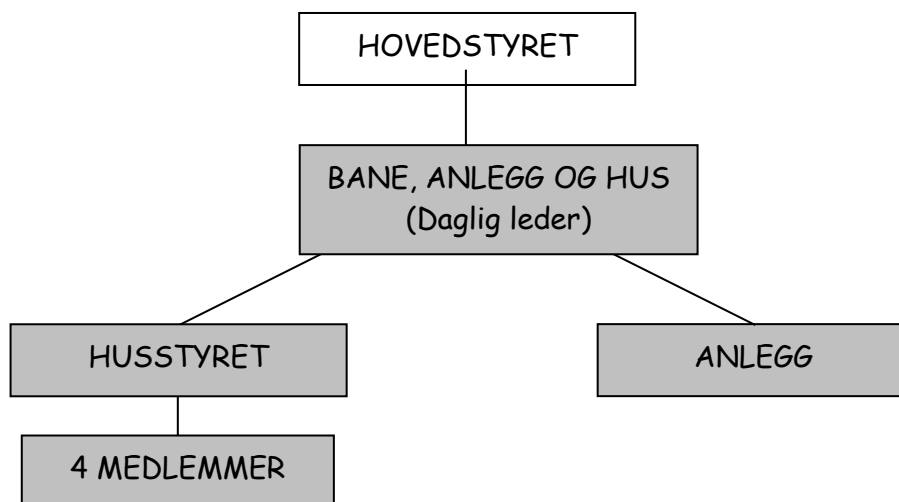 HOVEDSTYRET
BANE, ANLEGG OG HUS
(Daglig leder)
HUSSTYRET
ANLEGG
4 MEDLEMMER